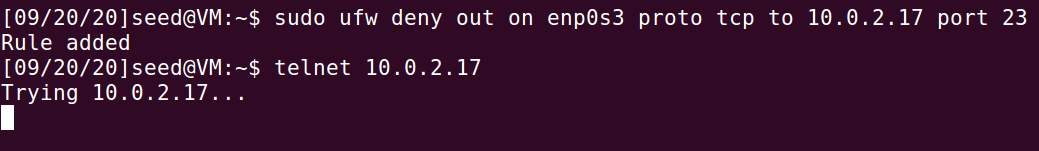 [09/20/20]seed@VM:~$ sudo ufw deny out on enp0s3 proto tcp to 10.0.2.17 port 23
Rule added
[09/20/20]seed@VM:~$ telnet 10.0.2.17
Trying 10.0.2.17...